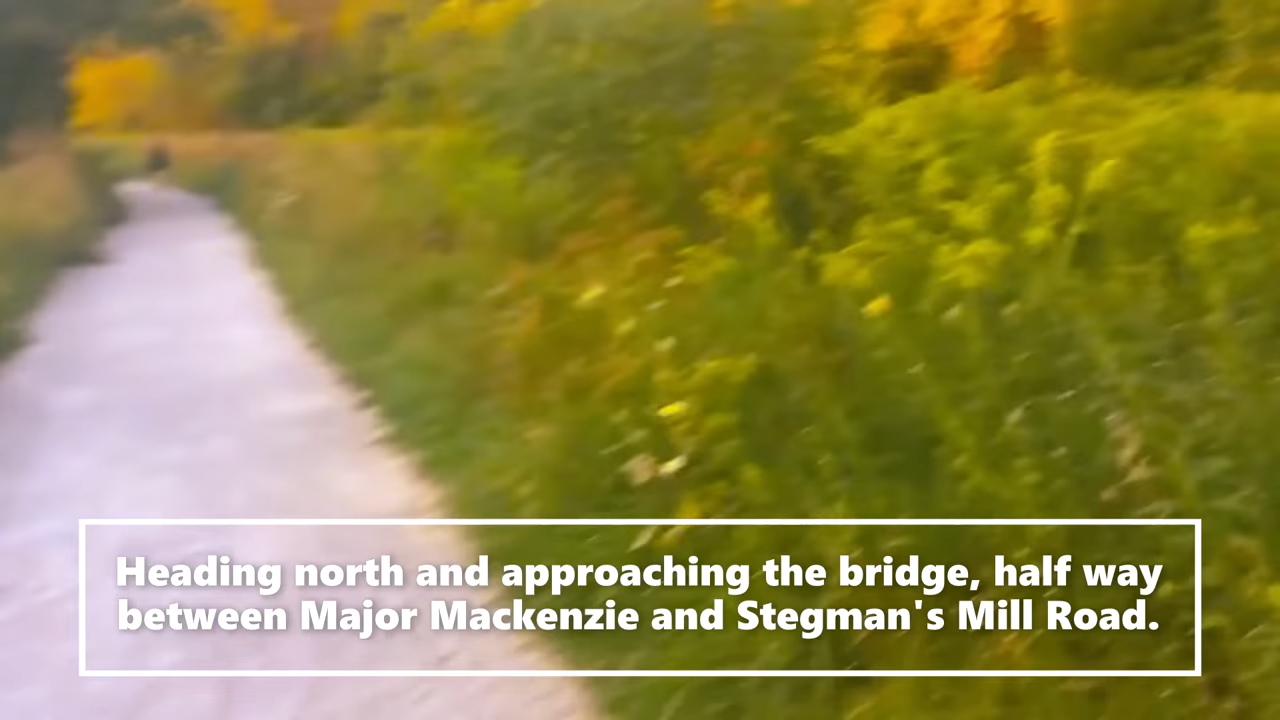 Heading north and approaching the bridge, half way
between Major Mackenzie and Stegman's Mill Road.